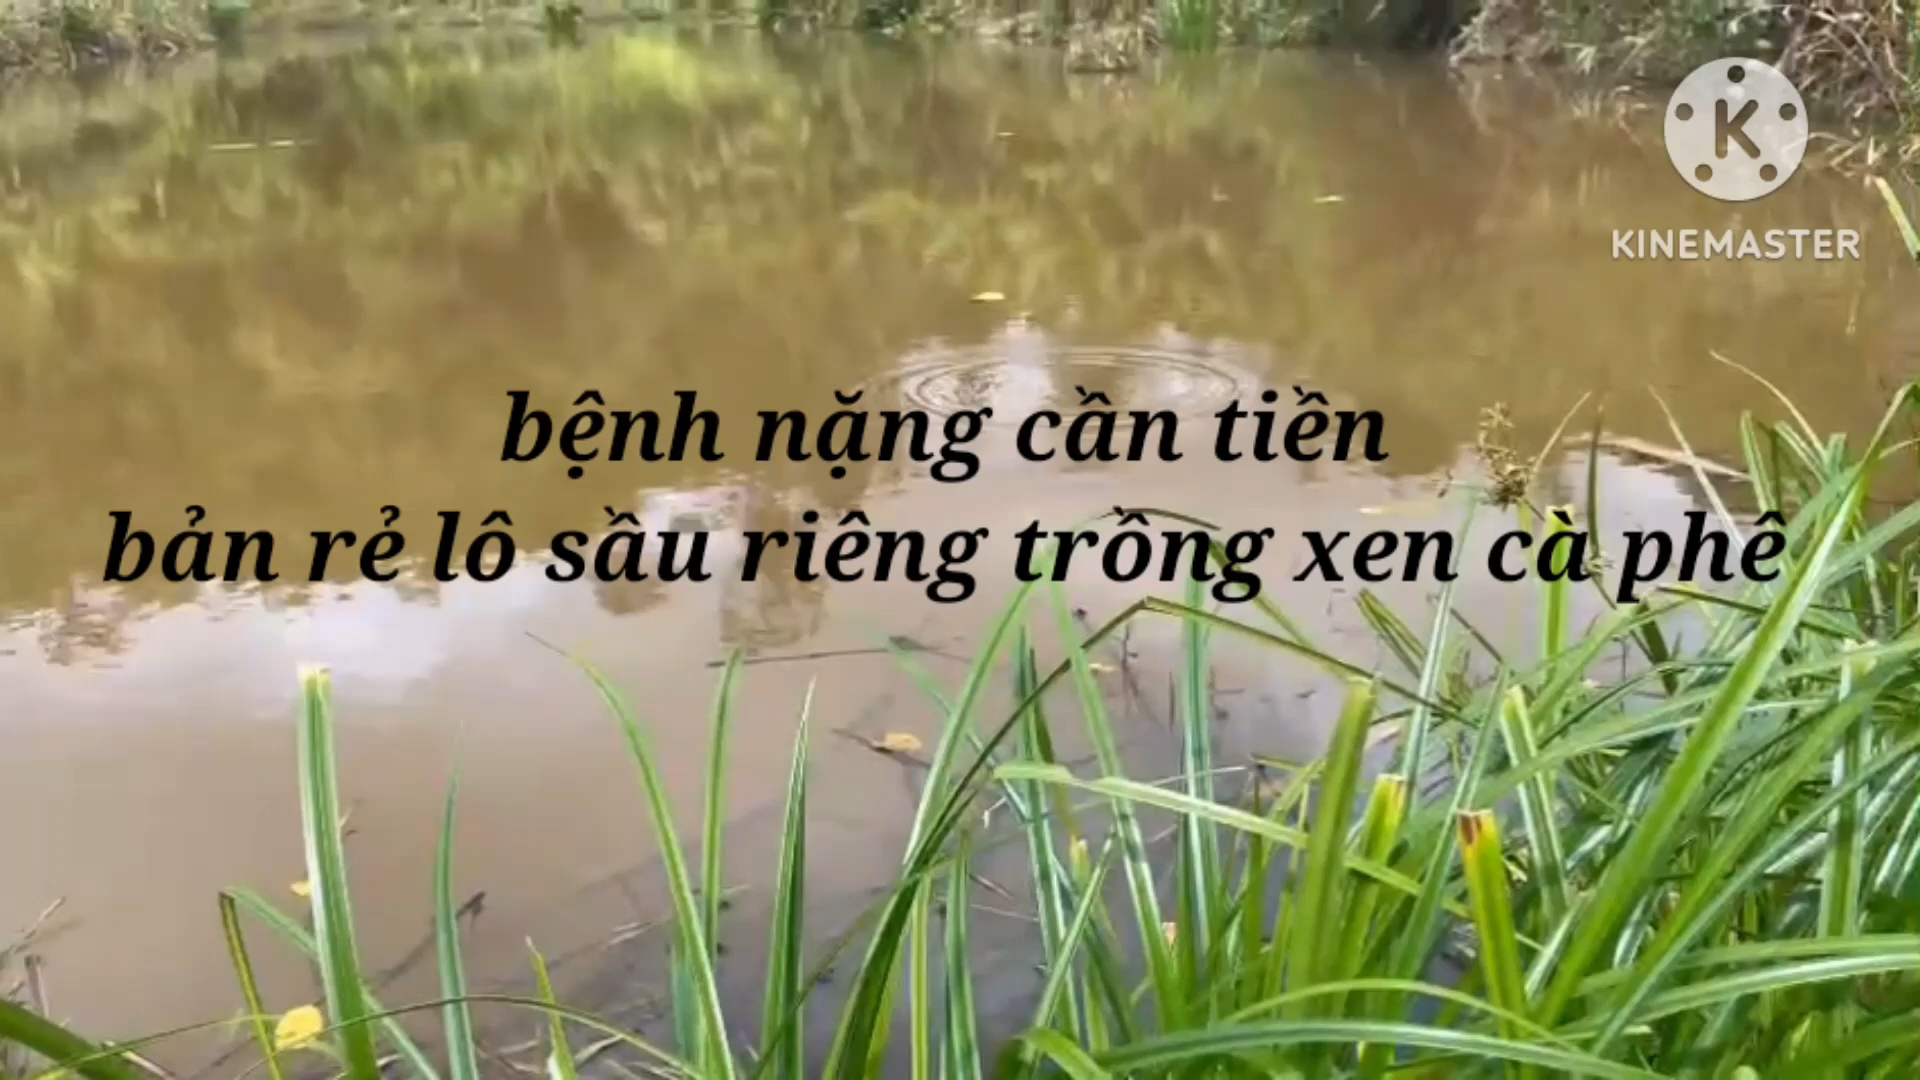 K
KINEMASTER
bệnh nặng cần tiền
bản rẻ lô sầu riêng trồng xen cà phê